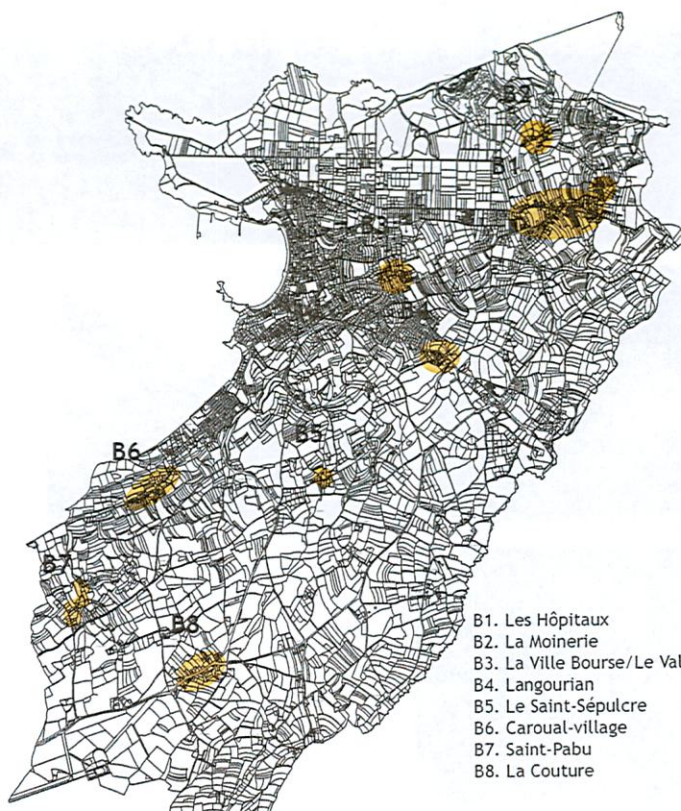 B2
B1
B3
B4
B5
B6
B7
B8
B1. Les Hôpitaux
B2. La Moinerie
B3. La Ville Bourse/Le Val
B4. Langourian
B5. Le Saint-Sépulcre
B6. Caroual-village
B7. Saint-Pabu
B8. La Couture